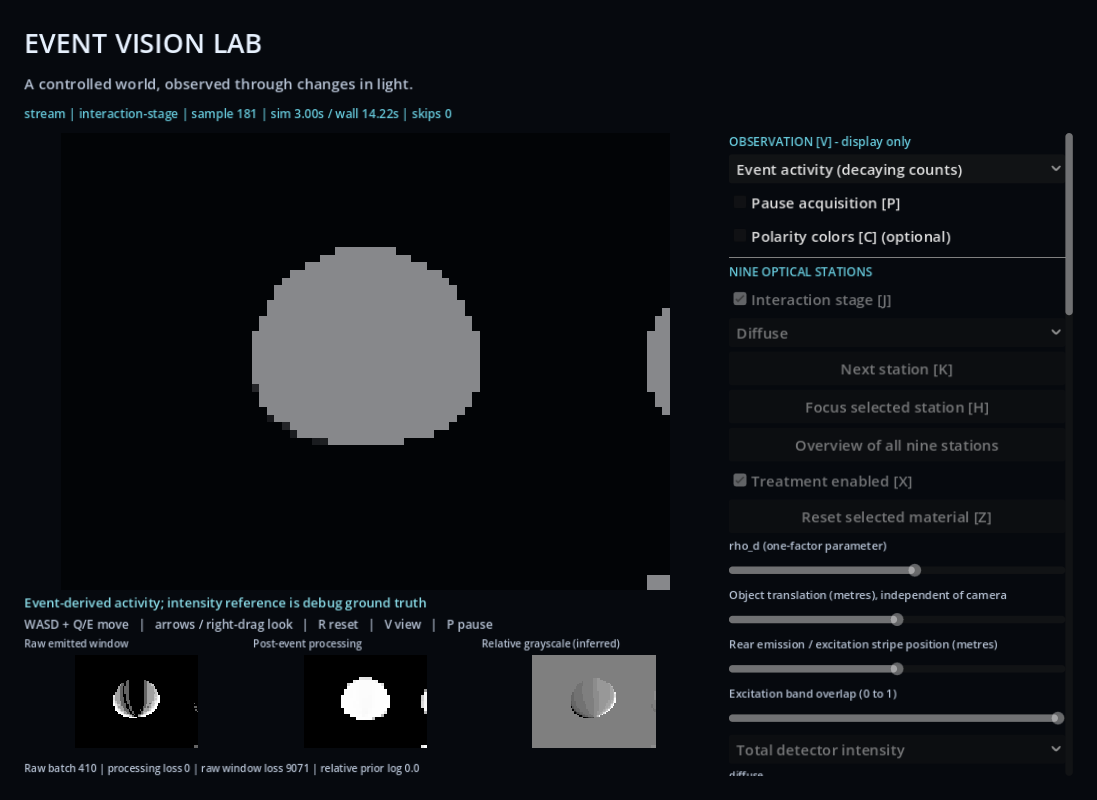 EVENT VISION LAB
A controlled world, observed through changes in light.
stream | interaction-stage | sample 181 | sim 3.00s / wall 14.22s | skips 0
OBSERVATION [V] - display only
Event activity (decaying counts)
Pause acquisition [P]
Polarity colors [C] (optional)
NINE OPTICAL STATIONS
Interaction stage [J]
Diffuse
Next station [K]
Focus selected station [H]
Overview of all nine stations
Treatment enabled [X]
Reset selected material [Z]
rho_d (one-factor parameter)
Object translation (metres), independent of camera
Rear emission / excitation stripe position (metres)
Excitation band overlap (0 to 1)
Total detector intensity
diffuse
Event-derived activity; intensity reference is debug ground truth
WASD + Q/E move | arrows / right-drag look | R reset | V view | P pause
Raw emitted window
Post-event processing
Relative grayscale (inferred)
Raw batch 410 | processing loss 0 | raw window loss 9071 | relative prior log 0.0